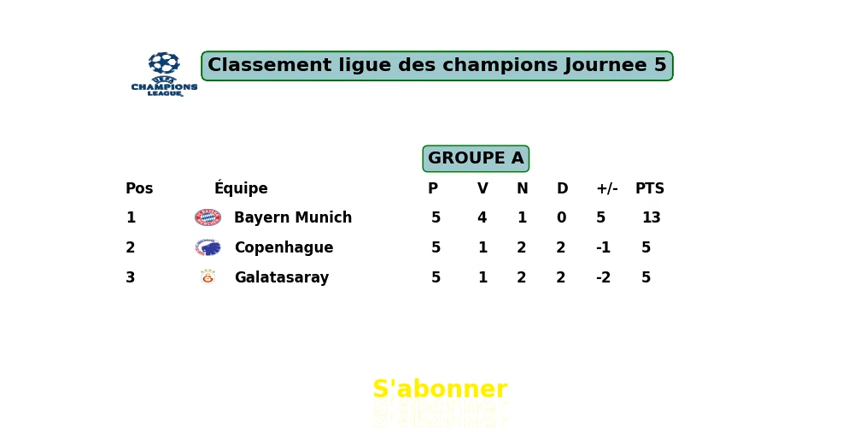 Classement ligue des champions Journee 5
UEFA
CHAMPIONS
LEAGUE
GROUPE A
Pos Équipe P V N D +/- PTS
1 Bayern Munich 5 4 1 0 5 13
2 Copenhague 5 1 2 2 -1 5
3 Galatasaray 5 1 2 2 -2 5
S'abonner